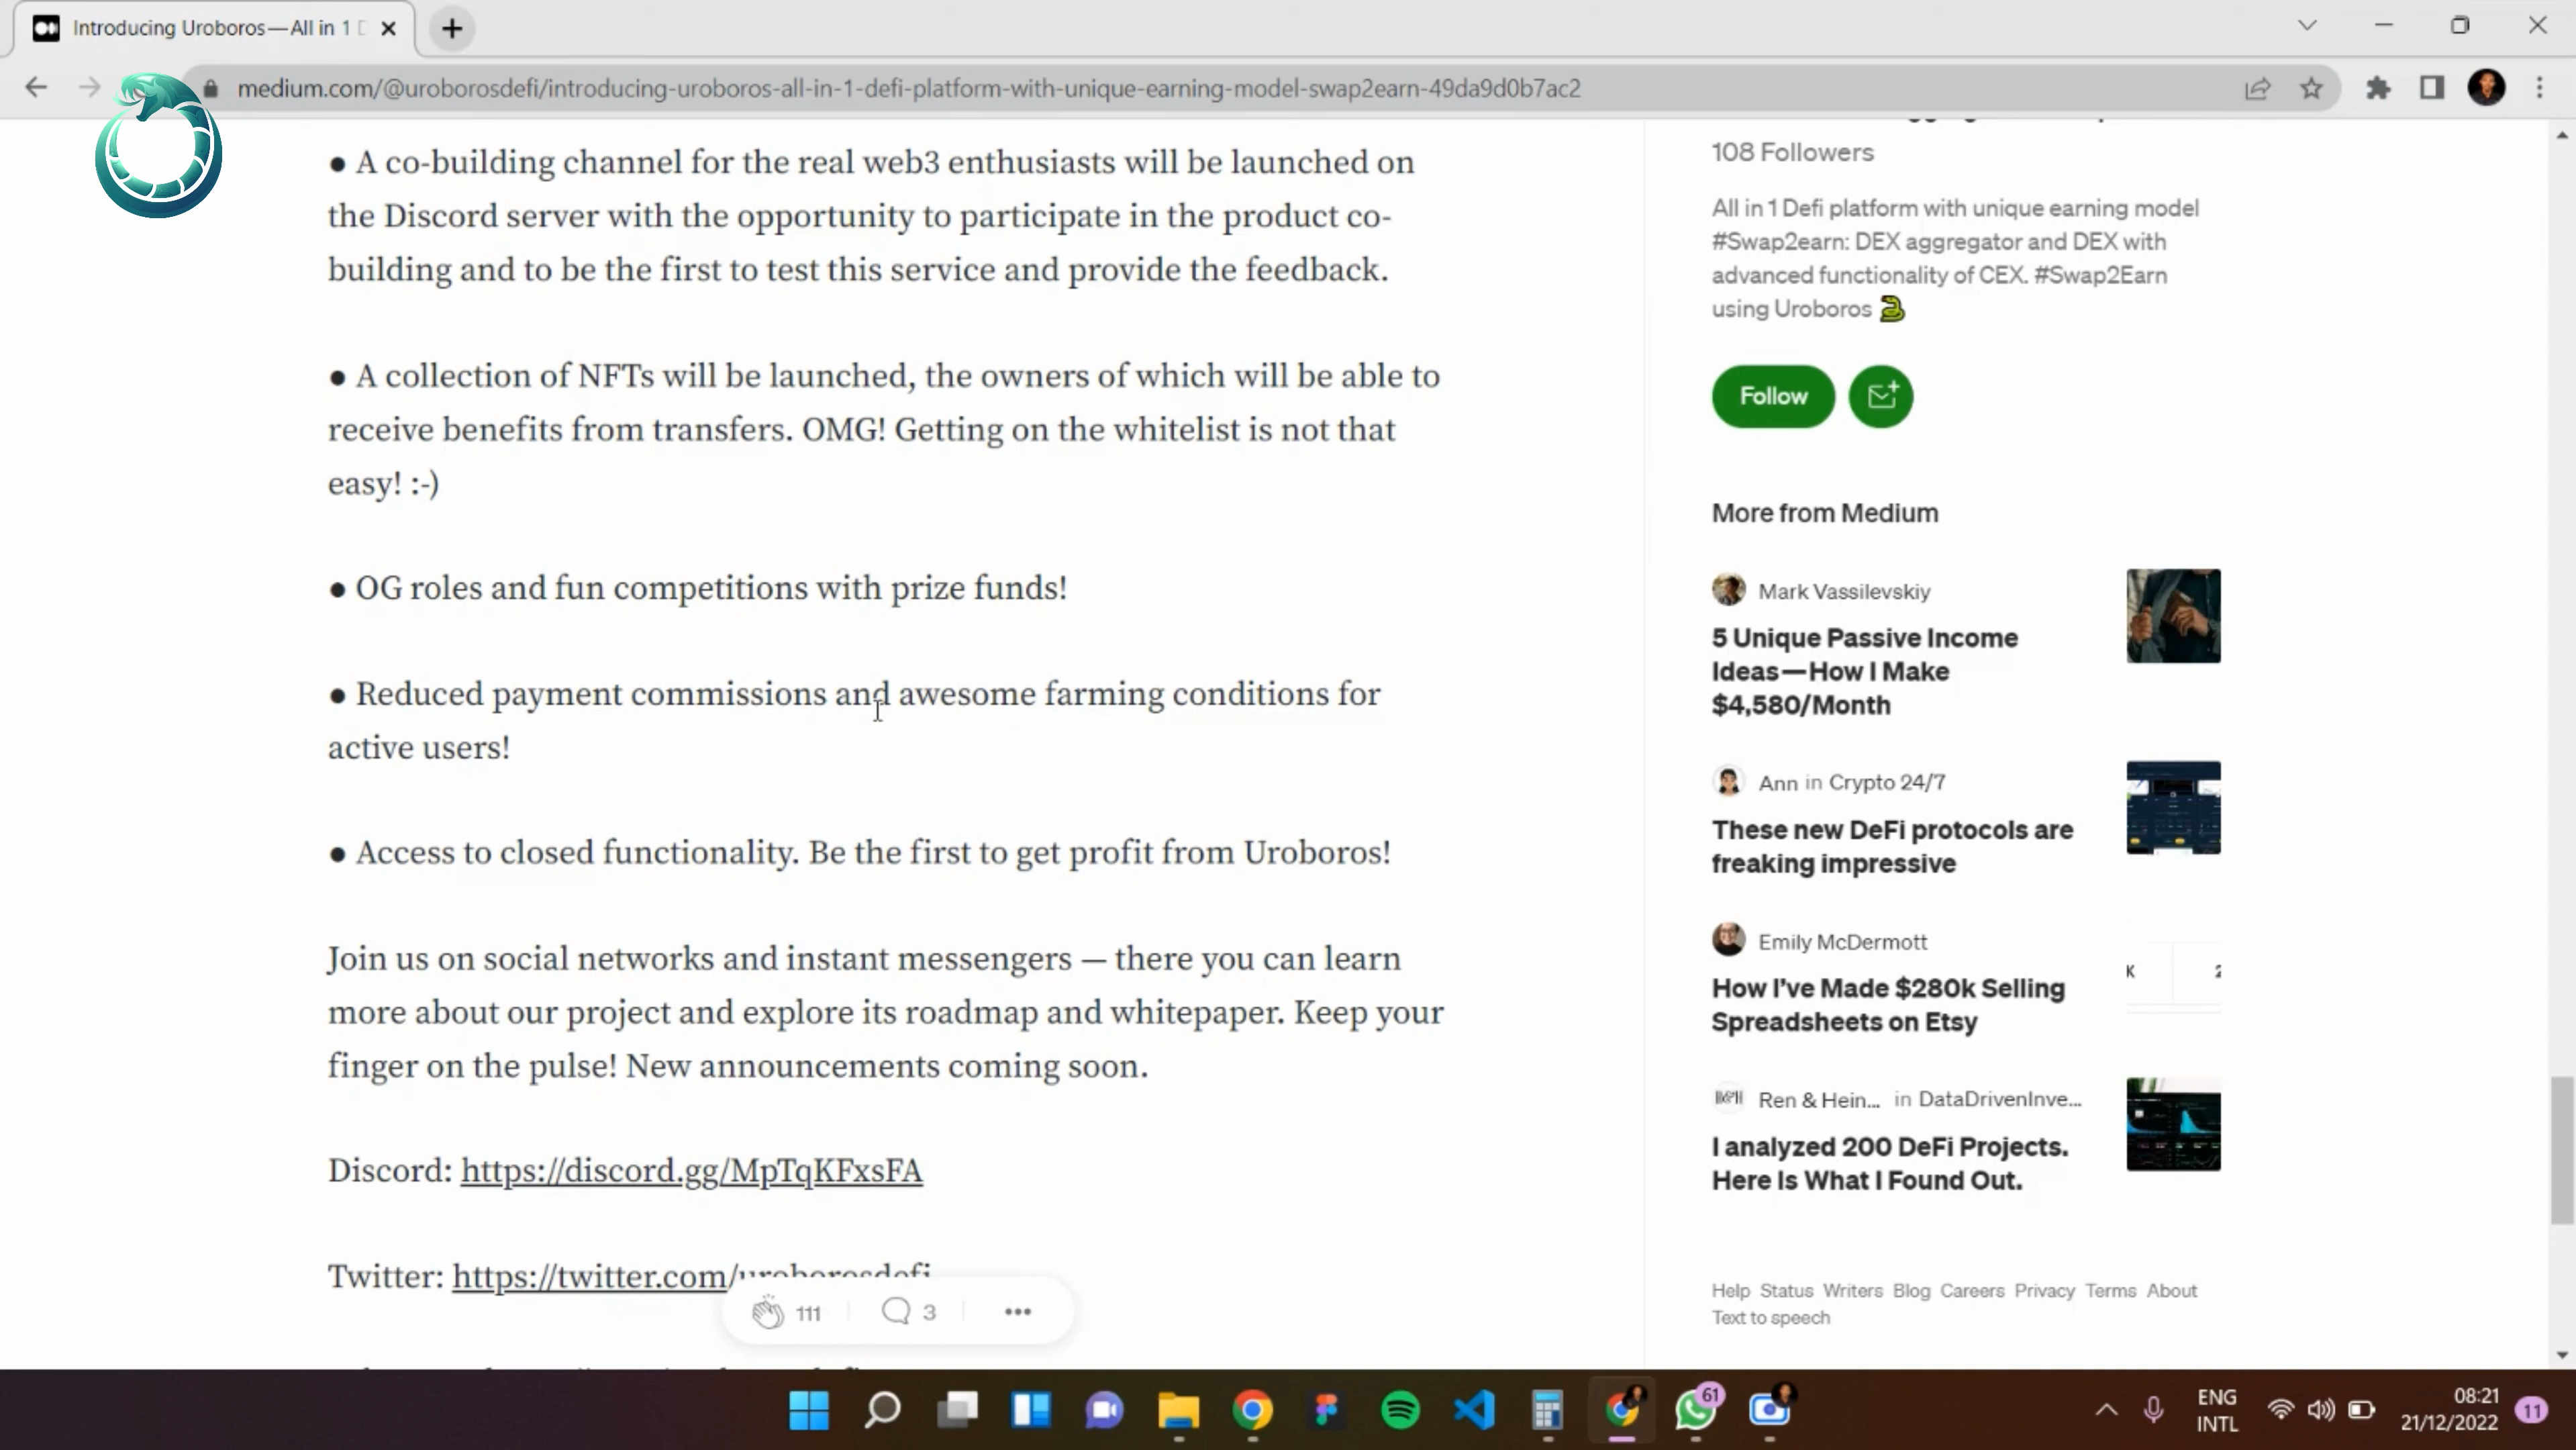 Introducing Uroboros — All in 1 D
medium.com/@uroborosdefi/introducing-uroboros-all-in-1-defi-platform-with-unique-earning-model-swap2earn-49da9d0b7ac2
● A co-building channel for the real web3 enthusiasts will be launched on
the Discord server with the opportunity to participate in the product co-
building and to be the first to test this service and provide the feedback.
● A collection of NFTs will be launched, the owners of which will be able to
receive benefits from transfers. OMG! Getting on the whitelist is not that
easy! :-)
● OG roles and fun competitions with prize funds!
● Reduced payment commissions and awesome farming conditions for
active users!
● Access to closed functionality. Be the first to get profit from Uroboros!
Join us on social networks and instant messengers — there you can learn
more about our project and explore its roadmap and whitepaper. Keep your
finger on the pulse! New announcements coming soon.
Discord: https://discord.gg/MpTqKFxsFA
Twitter: https://twitter.com/uroborosdefi
111
3
108 Followers
All in 1 Defi platform with unique earning model
#Swap2earn: DEX aggregator and DEX with
advanced functionality of CEX. #Swap2Earn
using Uroboros
Follow
More from Medium
Mark Vassilevskiy
5 Unique Passive Income
Ideas — How I Make
$4,580/Month
Ann in Crypto 24/7
These new DeFi protocols are
freaking impressive
Emily McDermott
How I've Made $280k Selling
Spreadsheets on Etsy
K
Ren & Hein... in DataDrivenInve...
I analyzed 200 DeFi Projects.
Here Is What I Found Out.
Help Status Writers Blog Careers Privacy Terms About
Text to speech
61
ENG
INTL
08:21
21/12/2022
11